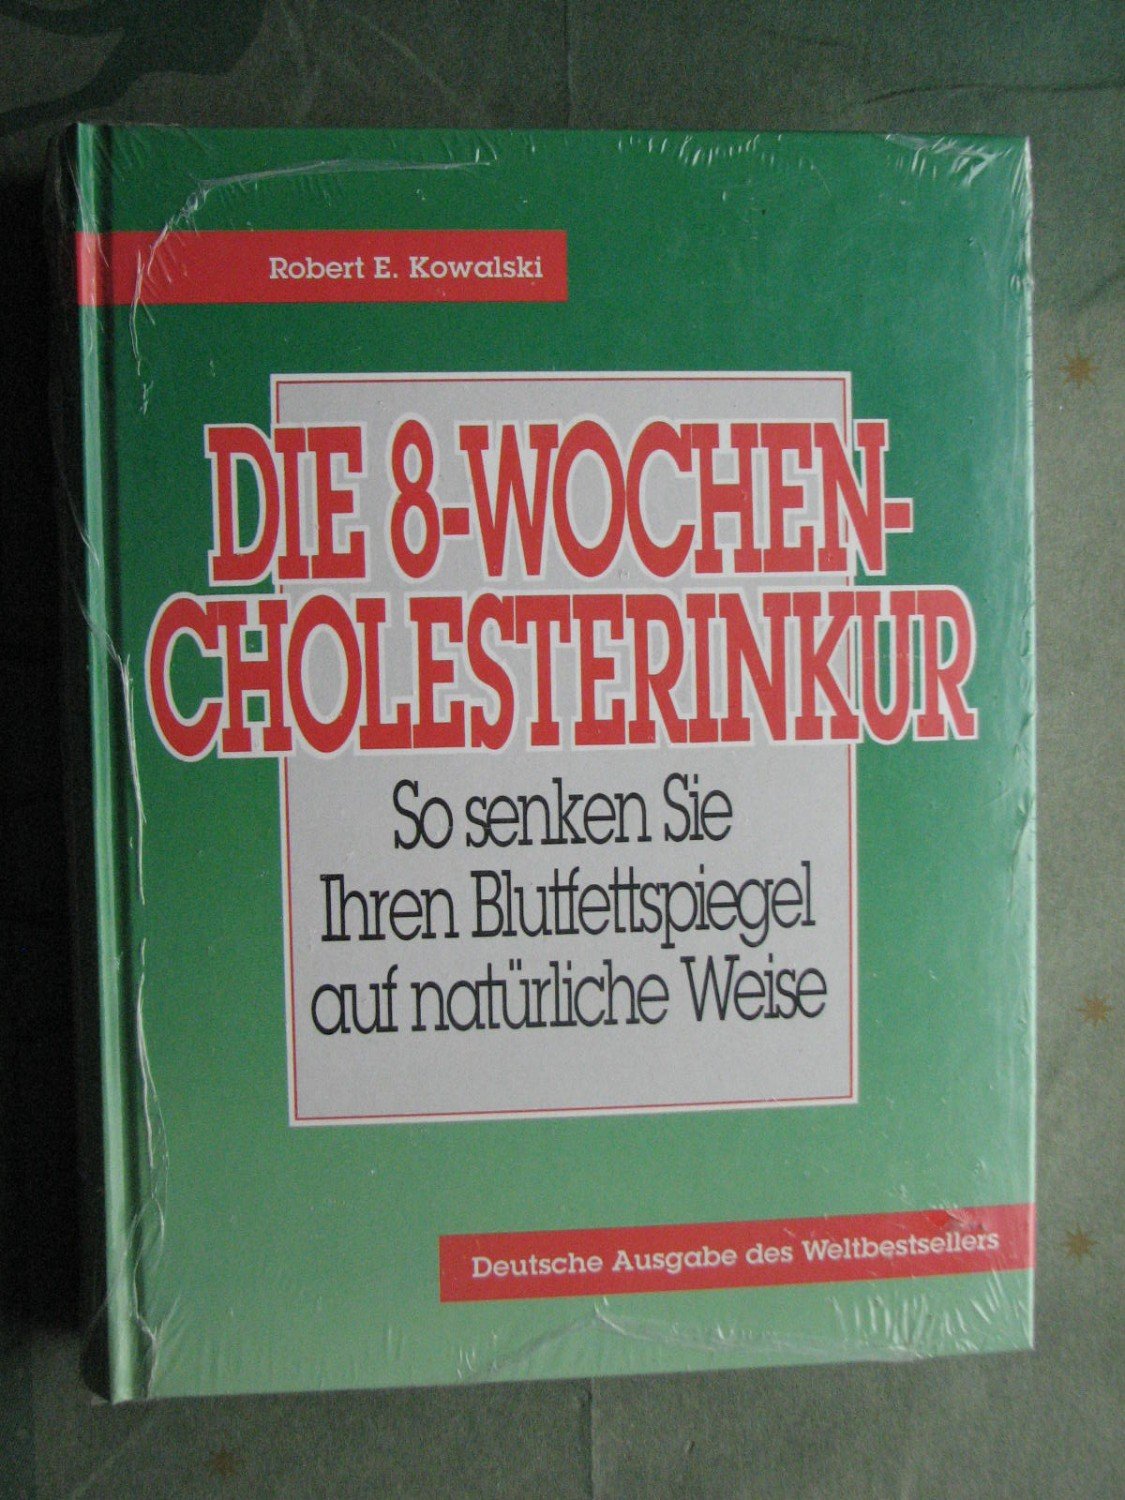 Robert E. Kowalski
DIE 8-WOCHEN-
CHOLESTERINKUR
So senken Sie
Ihren Blutfettspiegel
auf natürliche Weise
Deutsche Ausgabe des Weltbestsellers